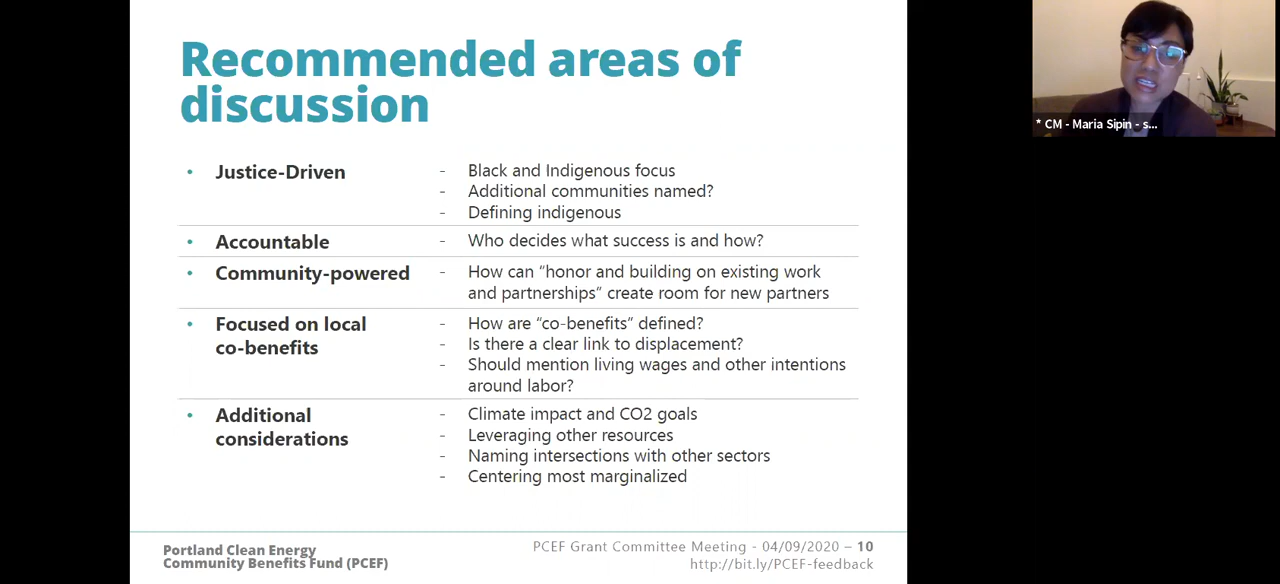 Recommended areas of
discussion
* CM - Maria Sipin - s...
• Justice-Driven
- Black and Indigenous focus
- Additional communities named?
- Defining indigenous
• Accountable
- Who decides what success is and how?
• Community-powered
- How can “honor and building on existing work
and partnerships” create room for new partners
• Focused on local
co-benefits
- How are “co-benefits” defined?
- Is there a clear link to displacement?
- Should mention living wages and other intentions
around labor?
• Additional
considerations
- Climate impact and CO2 goals
- Leveraging other resources
- Naming intersections with other sectors
- Centering most marginalized
Portland Clean Energy
Community Benefits Fund (PCEF)
PCEF Grant Committee Meeting - 04/09/2020 – 10
http://bit.ly/PCEF-feedback